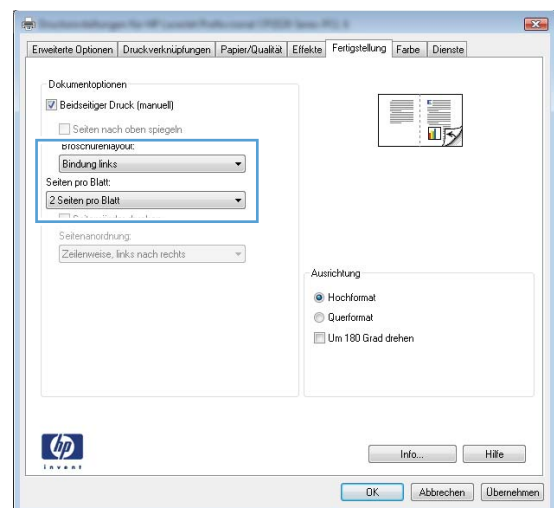 Erweiterte Optionen Druckverknüpfungen Papier/Qualität Effekte Fertigstellung Farbe Dienste
Dokumentoptionen
Beidseitiger Druck (manuell)
Seiten nach oben spiegeln
Broschürenlayout:
Bindung links
Seiten pro Blatt:
2 Seiten pro Blatt
Seitenanordnung:
Zeilenweise, links nach rechts
Ausrichtung
Hochformat
Querformat
Um 180 Grad drehen
hp
invent
Info... Hilfe
OK Abbrechen Übernehmen